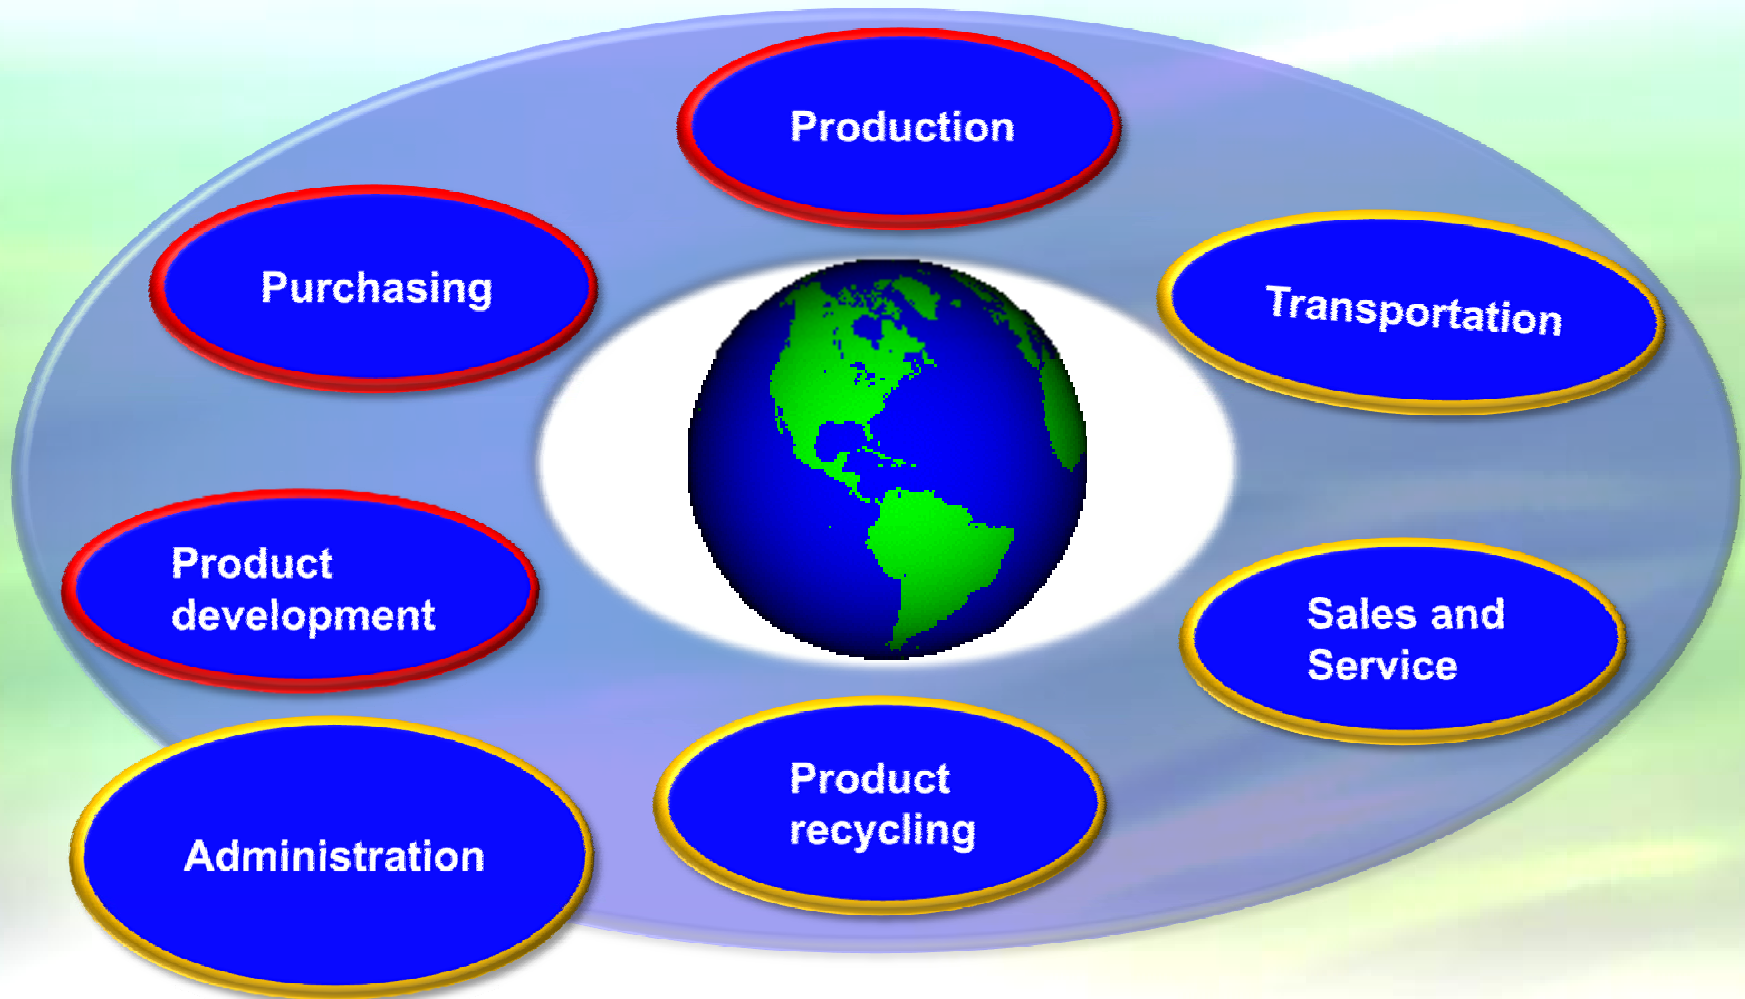 Production
Purchasing
Transportation
Product
development
Sales and
Service
Product
recycling
Administration